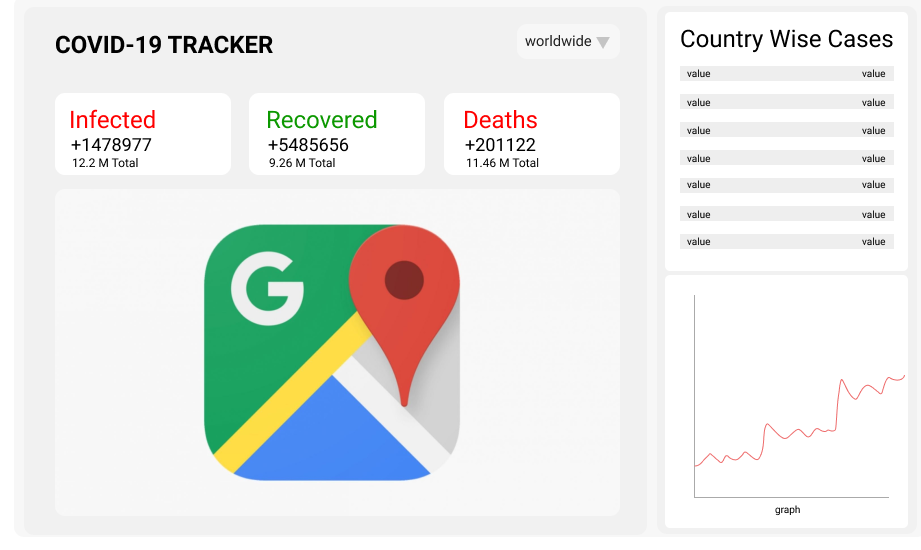 COVID-19 TRACKER
worldwide
Infected
+1478977
12.2 M Total
Recovered
+5485656
9.26 M Total
Deaths
+201122
11.46 M Total
G
Country Wise Cases
value value
value value
value value
value value
value value
value value
value value
graph